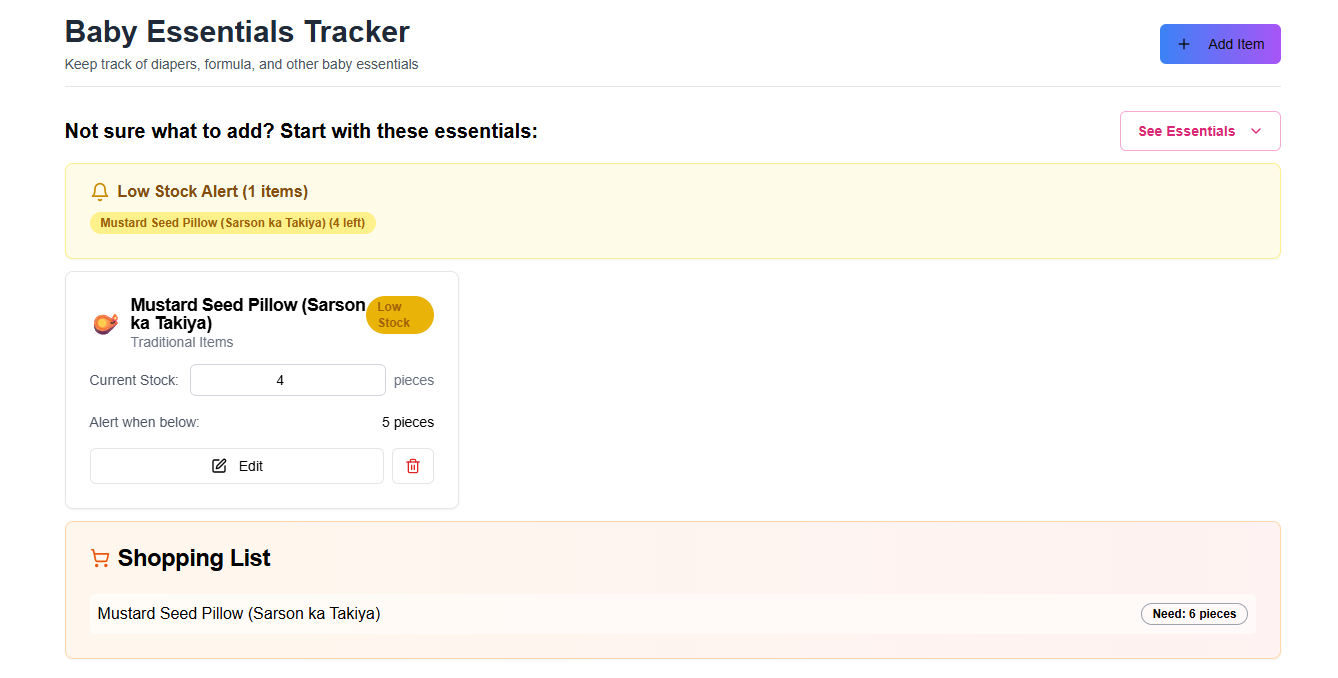 Baby Essentials Tracker
Keep track of diapers, formula, and other baby essentials
Add Item
Not sure what to add? Start with these essentials:
See Essentials
Low Stock Alert (1 items)
Mustard Seed Pillow (Sarson ka Takiya) (4 left)
Mustard Seed Pillow (Sarson
ka Takiya)
Low
Stock
Traditional Items
Current Stock: 4 pieces
Alert when below: 5 pieces
Edit
Shopping List
Mustard Seed Pillow (Sarson ka Takiya) Need: 6 pieces